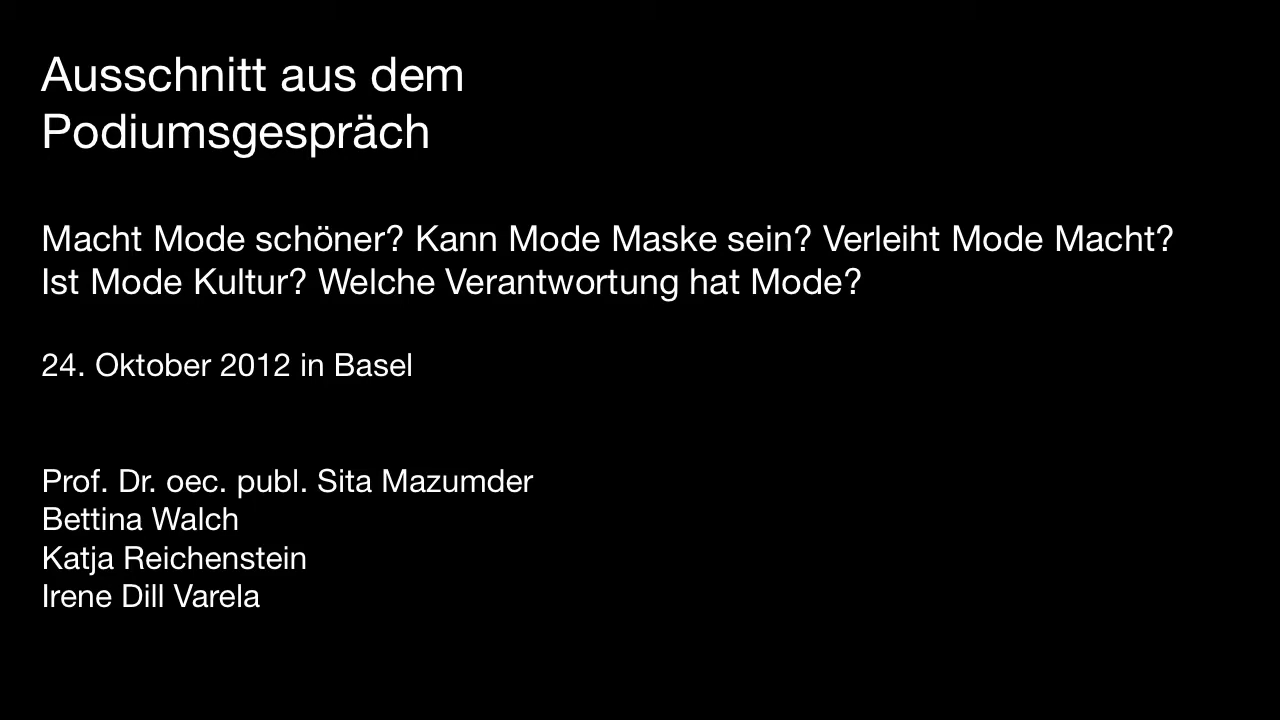 Ausschnitt aus dem
Podiumsgespräch
Macht Mode schöner? Kann Mode Maske sein? Verleiht Mode Macht?
Ist Mode Kultur? Welche Verantwortung hat Mode?
24. Oktober 2012 in Basel
Prof. Dr. oec. publ. Sita Mazumder
Bettina Walch
Katja Reichenstein
Irene Dill Varela